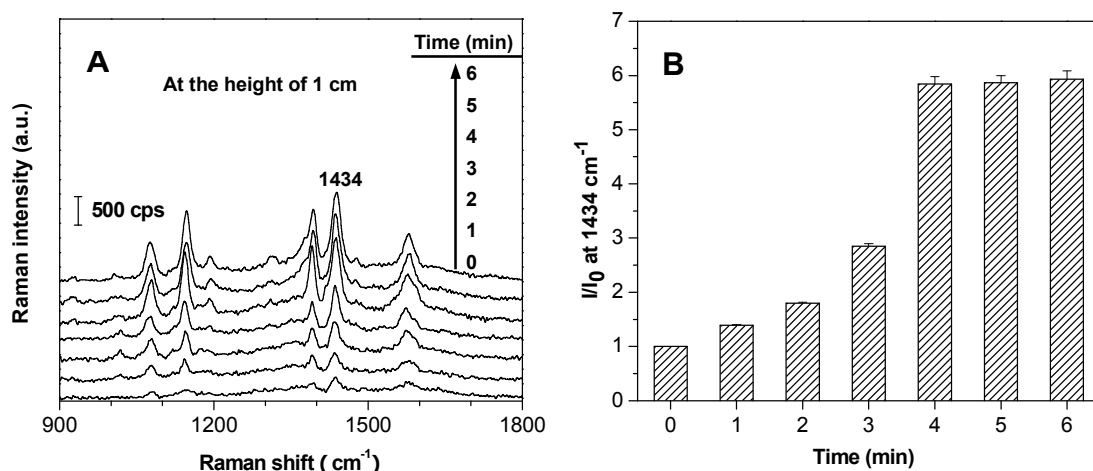 A
At the height of 1 cm
Time (min)
6
5
4
3
2
1
0
1434
500 cps
Raman intensity (a.u.)
900 1200 1500 1800
Raman shift ( cm⁻¹)
B
7
6
5
4
3
2
1
0
I/I₀ at 1434 cm⁻¹
0 1 2 3 4 5 6
Time (min)